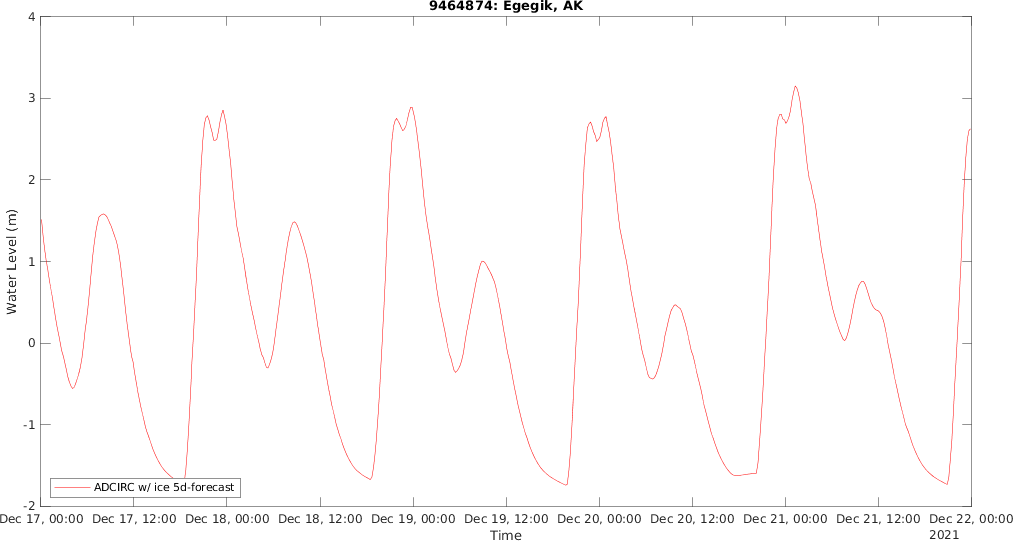 9464874: Egegik, AK
4
3
2
1
0
-1
-2
Water Level (m)
ADCIRC w/ ice 5d-forecast
Dec 17, 00:00 Dec 17, 12:00 Dec 18, 00:00 Dec 18, 12:00 Dec 19, 00:00 Dec 19, 12:00 Dec 20, 00:00 Dec 20, 12:00 Dec 21, 00:00 Dec 21, 12:00 Dec 22, 00:00
2021
Time